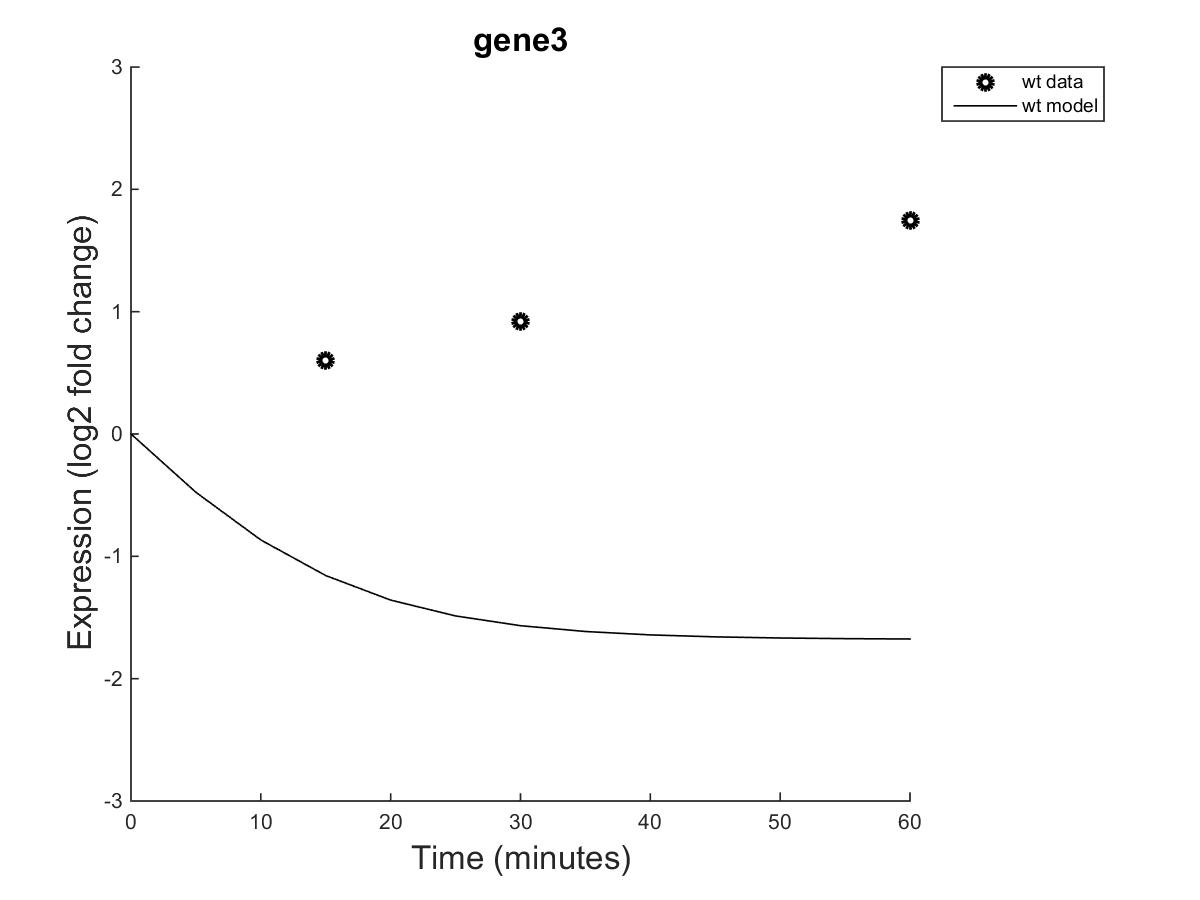 gene3
wt data
wt model
3
2
1
0
-1
-2
-3
Expression (log2 fold change)
0 10 20 30 40 50 60
Time (minutes)